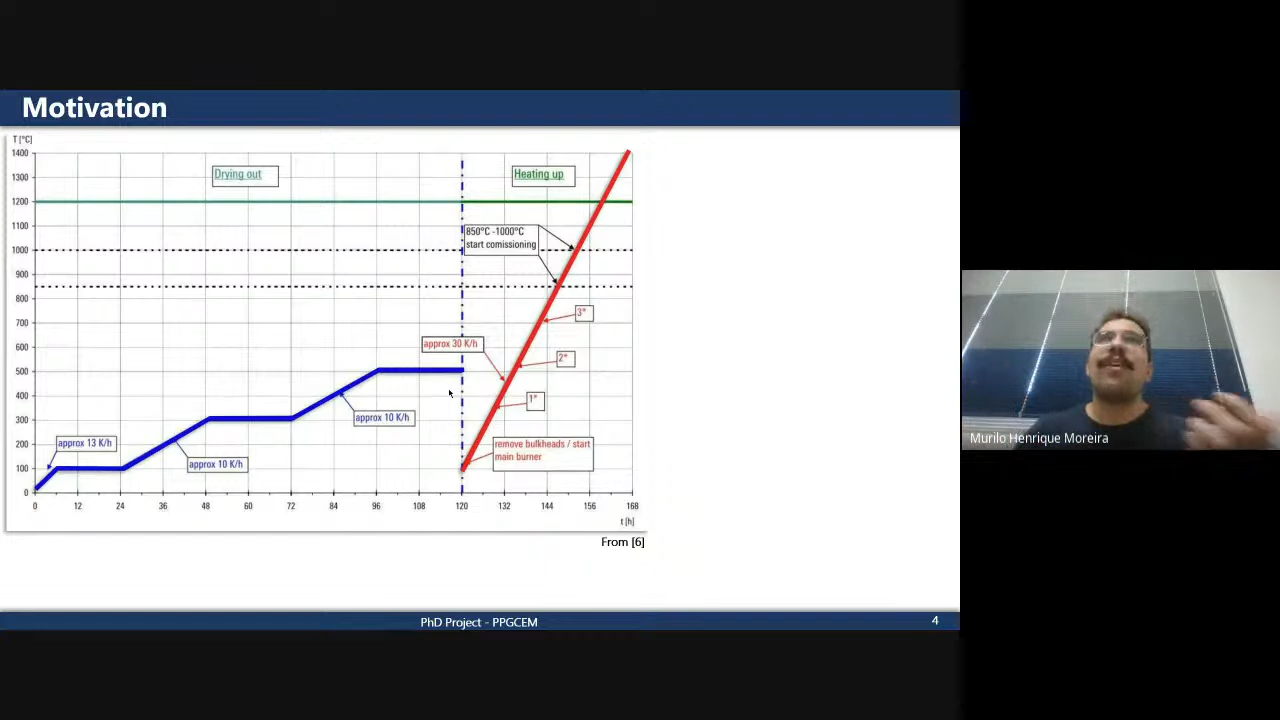 Motivation
T [°C]
1400
1300
1200
1100
1000
900
800
700
600
500
400
300
200
100
0
Drying out
Heating up
850°C -1000°C
start comissioning
approx 30 K/h
3*
2*
1*
approx 10 K/h
approx 13 K/h
approx 10 K/h
remove bulkheads / start
main burner
0 12 24 36 48 60 72 84 96 108 120 132 144 156 168
t [h]
From [6]
PhD Project - PPGCEM
4
Murilo Henrique Moreira